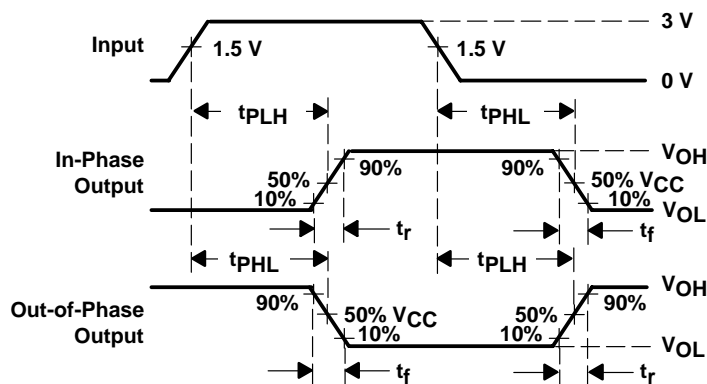 3 V
Input
1.5 V
1.5 V
0 V
tPLH
tPHL
In-Phase
Output
VOH
90%
90%
50%
50% VCC
10%
10%
VOL
tr
tf
tPHL
tPLH
Out-of-Phase
Output
VOH
90%
90%
50% VCC
50%
10%
10%
VOL
tf
tr